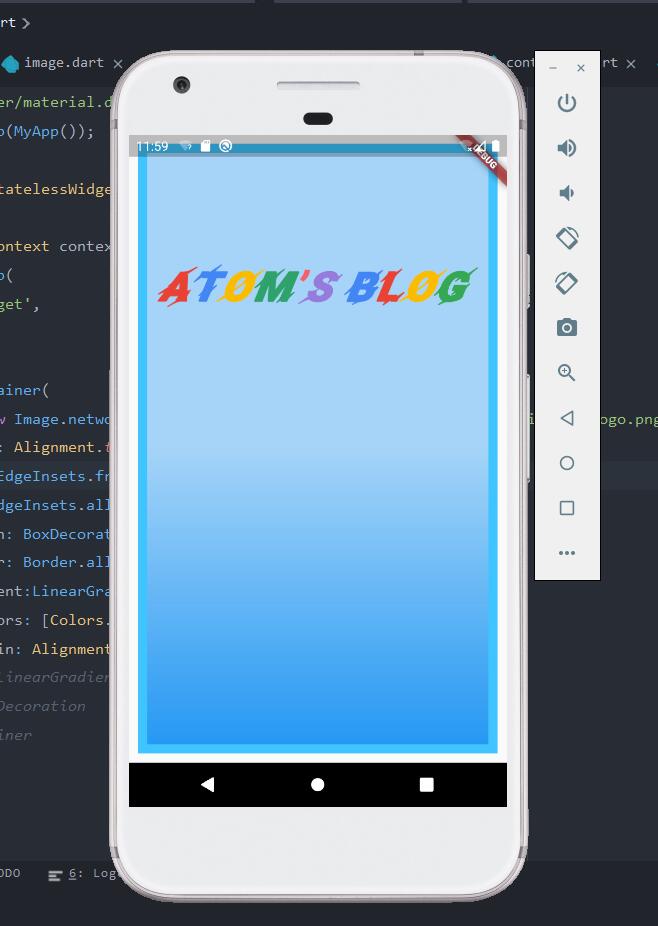 rt
image.dart
cont
rt
er/material.d
p(MyApp());
11:59
DEBUG
tatelessWidge
ontext contex
p(
get',
ATOM'S BLOG
ainer(
w Image.netwo
ogo.png
: Alignment.t
EdgeInsets.fr
dgeInsets.all
n: BoxDecorat
r: Border.all
ent:LinearGra
ors: [Colors.
in: Alignment
LinearGradien
Decoration
iner
ODO
6: Log